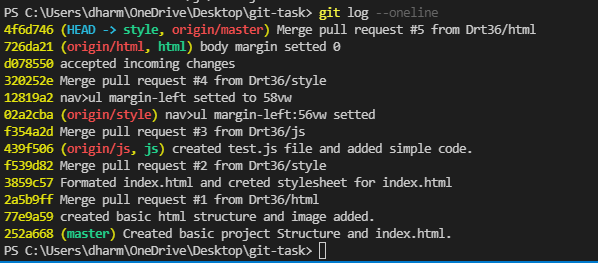 PS C:\Users\dharm\OneDrive\Desktop\git-task> git log --oneline
4f6d746 (HEAD -> style, origin/master) Merge pull request #5 from Drt36/html
726da21 (origin/html, html) body margin setted 0
d078550 accepted incoming changes
320252e Merge pull request #4 from Drt36/style
12819a2 nav>ul margin-left setted to 58vw
02a2cba (origin/style) nav>ul margin-left:56vw setted
f354a2d Merge pull request #3 from Drt36/js
439f506 (origin/js, js) created test.js file and added simple code.
f539d82 Merge pull request #2 from Drt36/style
3859c57 Formated index.html and creted stylesheet for index.html
2a5b9ff Merge pull request #1 from Drt36/html
77e9a59 created basic html structure and image added.
252a668 (master) Created basic project Structure and index.html.
PS C:\Users\dharm\OneDrive\Desktop\git-task>